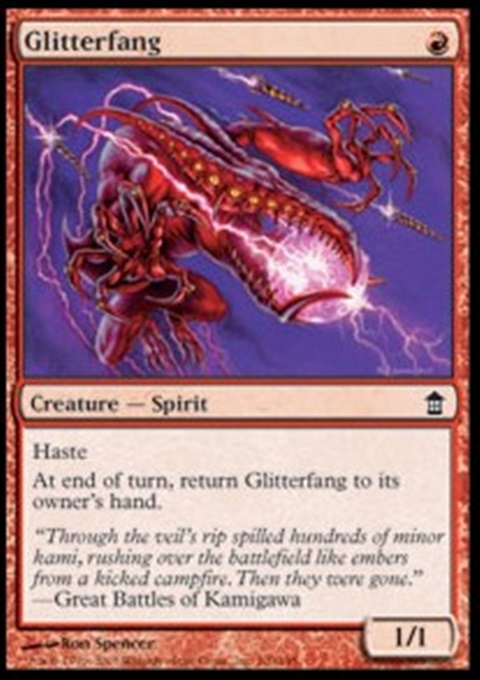 Glitterfang
Creature — Spirit
Haste
At end of turn, return Glitterfang to its
owner's hand.
"Through the veil's rip spilled hundreds of minor
kami, rushing over the battlefield like embers
from a kicked campfire. Then they were gone."
—Great Battles of Kamigawa
Ron Spencer
1/1